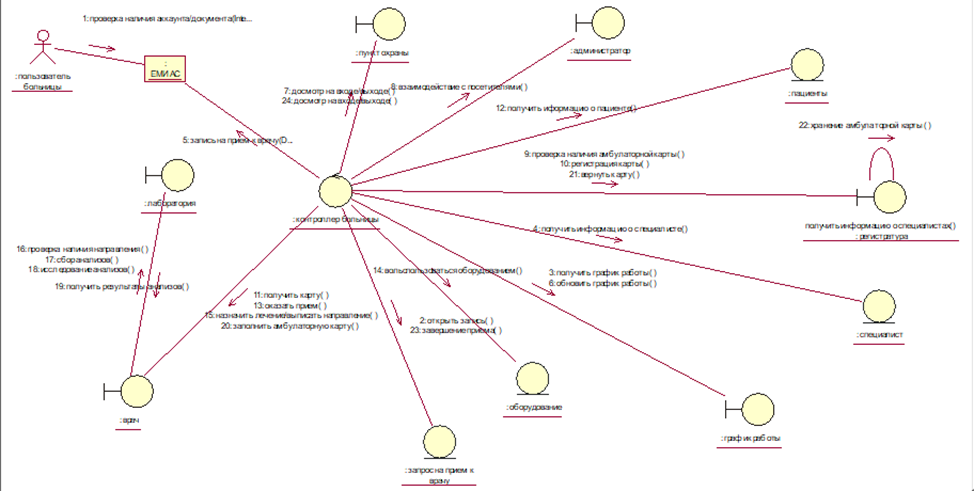 1: проверка наличия аккаунта/документа(Inte...
: пользователь
больницы
:
ЕМИАС
: пункт охраны
: администратор
: пациенты
7: досмотр на входе/выходе( )
24: досмотр на входе/выходе( )
8: взаимодействие с посетителями( )
12: получить иформацию о пациенте( )
22: хранение амбулаторной карты ( )
5: запись на прием к врачу(D...
9: проверка наличия амбулаторной карты ( )
10: регистрация карты( )
21: вернуть карту( )
: лаборатория
: контроллер больницы
получить информацию о специалистах()
: регистратура
4: получить информацию о специалисте( )
16: проверка наличия направления( )
17: сбор анализов( )
18: исследование анализов( )
19: получить результаты анализов( )
14: вользпользоваться оборудованием( )
3: получить график работы( )
6: обновить график работы( )
11: получить карту( )
13: оказать прием( )
15: назначить лечение/выписать направление( )
20: заполнить амбулаторную карту( )
2: открыть запись( )
23: завершение приема( )
: специалист
: врач
: оборудование
: график работы
: запрос на прием к
врачу